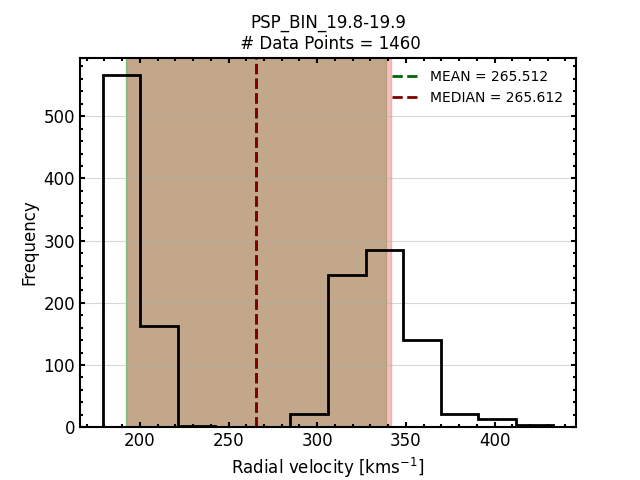 PSP_BIN_19.8-19.9
# Data Points = 1460
MEAN = 265.512
MEDIAN = 265.612
Frequency
500
400
300
200
100
0
200
250
300
350
400
Radial velocity [kms⁻¹]